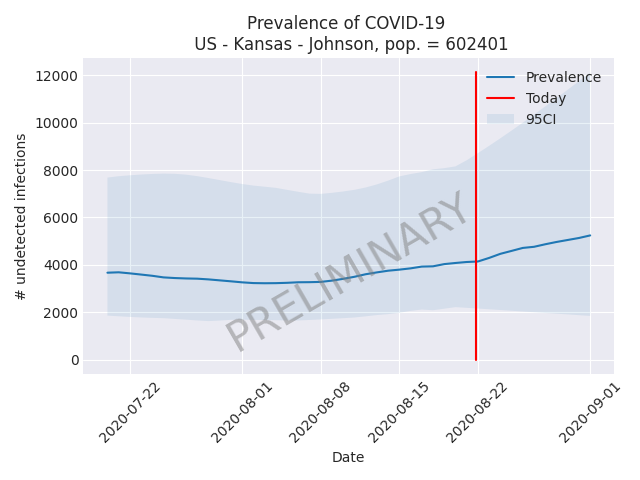 Prevalence of COVID-19
US - Kansas - Johnson, pop. = 602401
# undetected infections
12000
10000
8000
6000
4000
2000
0
Prevalence
Today
95CI
PRELIMINARY
2020-07-22
2020-08-01
2020-08-08
2020-08-15
2020-08-22
2020-09-01
Date